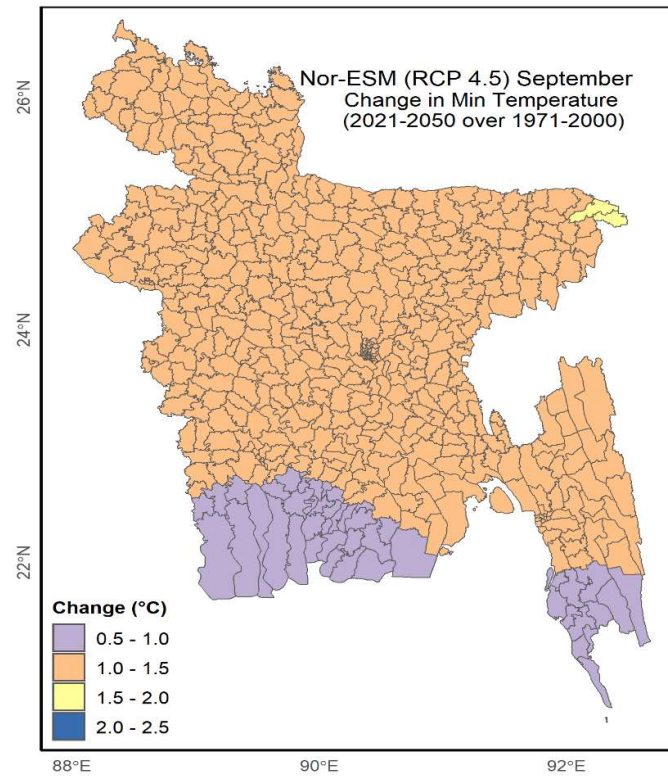 Nor-ESM (RCP 4.5) September
Change in Min Temperature
(2021-2050 over 1971-2000)
26°N
24°N
22°N
Change (°C)
0.5 - 1.0
1.0 - 1.5
1.5 - 2.0
2.0 - 2.5
88°E
90°E
92°E